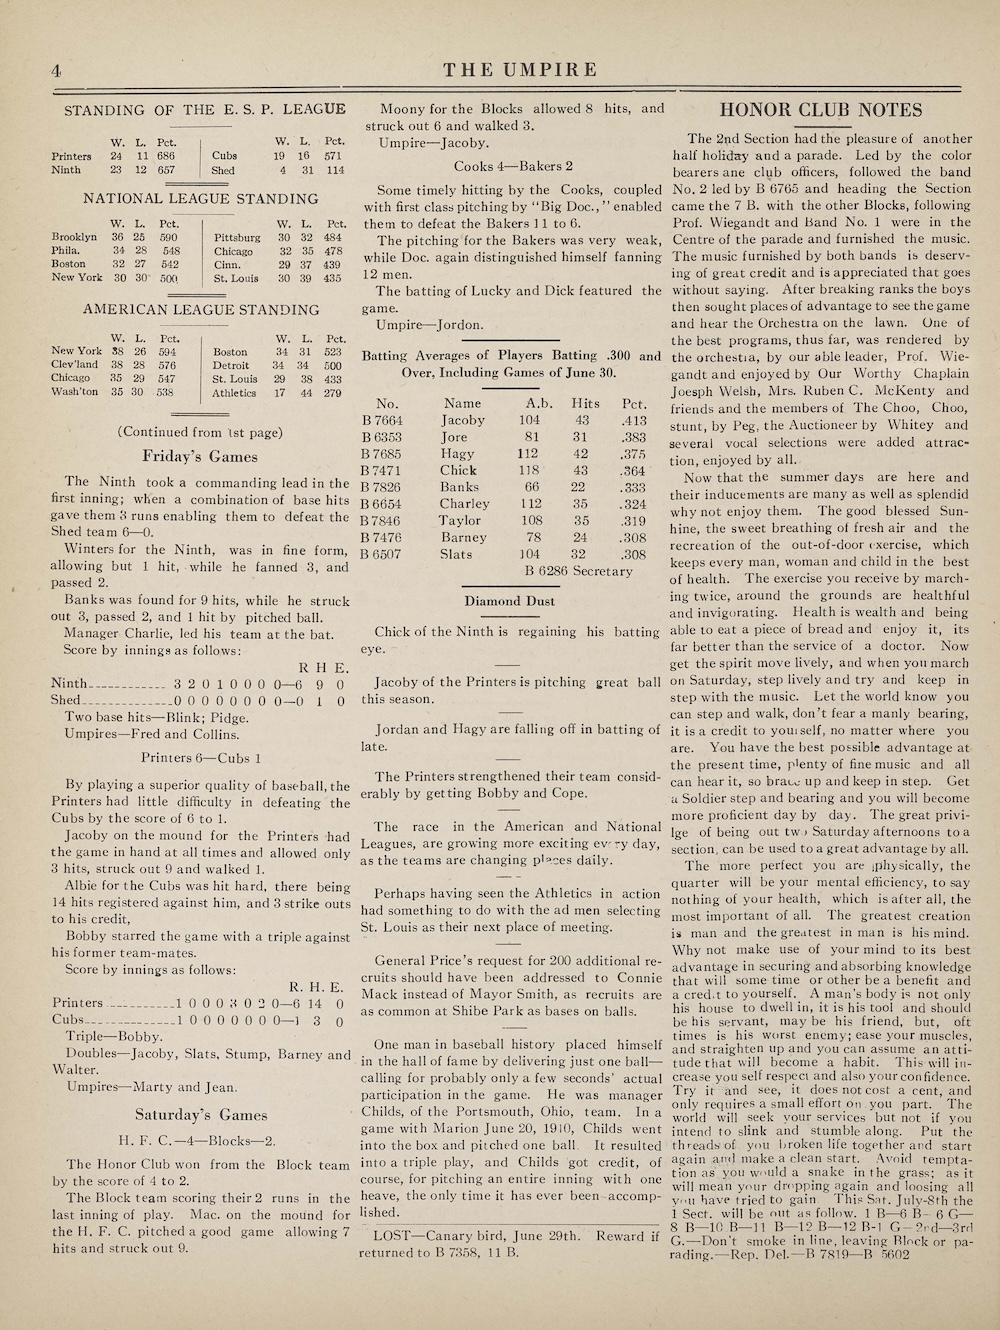 4
THE UMPIRE
STANDING OF THE E. S. P. LEAGUE
W. L. Pct. W. L. Pct.
Printers 24 11 686 Cubs 19 16 571
Ninth 23 12 657 Shed 4 31 114
NATIONAL LEAGUE STANDING
W. L. Pct. W. L. Pct.
Brooklyn 36 25 590 Pittsburg 30 32 484
Phila. 34 28 548 Chicago 32 35 478
Boston 32 27 542 Cinn. 29 37 439
New York 30 30 500 St. Louis 30 39 435
AMERICAN LEAGUE STANDING
W. L. Pct. W. L. Pct.
New York 38 26 594 Boston 34 31 523
Clev'land 38 28 576 Detroit 34 34 500
Chicago 35 29 547 St. Louis 29 38 433
Wash'ton 35 30 538 Athletics 17 44 279
(Continued from 1st page)
Friday's Games
The Ninth took a commanding lead in the
first inning; when a combination of base hits
gave them 3 runs enabling them to defeat the
Shed team 6—0.
Winters for the Ninth, was in fine form,
allowing but 1 hit, while he fanned 3, and
passed 2.
Banks was found for 9 hits, while he struck
out 3, passed 2, and 1 hit by pitched ball.
Manager Charlie, led his team at the bat.
Score by innings as follows:
R H E.
Ninth------------ 3 2 0 1 0 0 0 0—6 9 0
Shed--------------0 0 0 0 0 0 0 0—0 1 0
Two base hits—Blink; Pidge.
Umpires—Fred and Collins.
Printers 6—Cubs 1
By playing a superior quality of baseball, the
Printers had little difficulty in defeating the
Cubs by the score of 6 to 1.
Jacoby on the mound for the Printers had
the game in hand at all times and allowed only
3 hits, struck out 9 and walked 1.
Albie for the Cubs was hit hard, there being
14 hits registered against him, and 3 strike outs
to his credit,
Bobby starred the game with a triple against
his former team-mates.
Score by innings as follows:
R. H. E.
Printers ----------1 0 0 0 3 0 2 0—6 14 0
Cubs--------------1 0 0 0 0 0 0 0—1 3 0
Triple—Bobby.
Doubles—Jacoby, Slats, Stump, Barney and
Walter.
Umpires—Marty and Jean.
Saturday's Games
H. F. C.—4—Blocks—2.
The Honor Club won from the Block team
by the score of 4 to 2.
The Block team scoring their 2 runs in the
last inning of play. Mac. on the mound for
the H. F. C. pitched a good game allowing 7
hits and struck out 9.
Moony for the Blocks allowed 8 hits, and
struck out 6 and walked 3.
Umpire—Jacoby.
Cooks 4—Bakers 2
Some timely hitting by the Cooks, coupled
with first class pitching by "Big Doc.," enabled
them to defeat the Bakers 11 to 6.
The pitching for the Bakers was very weak,
while Doc. again distinguished himself fanning
12 men.
The batting of Lucky and Dick featured the
game.
Umpire—Jordon.
Batting Averages of Players Batting .300 and
Over, Including Games of June 30.
No. Name A.b. Hits Pct.
B 7664 Jacoby 104 43 .413
B 6353 Jore 81 31 .383
B 7685 Hagy 112 42 .375
B 7471 Chick 118 43 .364
B 7826 Banks 66 22 .333
B 6654 Charley 112 35 .324
B 7846 Taylor 108 35 .319
B 7476 Barney 78 24 .308
B 6507 Slats 104 32 .308
B 6286 Secretary
Diamond Dust
Chick of the Ninth is regaining his batting
eye.
Jacoby of the Printers is pitching great ball
this season.
Jordan and Hagy are falling off in batting of
late.
The Printers strengthened their team consid-
erably by getting Bobby and Cope.
The race in the American and National
Leagues, are growing more exciting every day,
as the teams are changing places daily.
Perhaps having seen the Athletics in action
had something to do with the ad men selecting
St. Louis as their next place of meeting.
General Price's request for 200 additional re-
cruits should have been addressed to Connie
Mack instead of Mayor Smith, as recruits are
as common at Shibe Park as bases on balls.
One man in baseball history placed himself
in the hall of fame by delivering just one ball—
calling for probably only a few seconds' actual
participation in the game. He was manager
Childs, of the Portsmouth, Ohio, team. In a
game with Marion June 20, 1910, Childs went
into the box and pitched one ball. It resulted
into a triple play, and Childs got credit, of
course, for pitching an entire inning with one
heave, the only time it has ever been accomp-
lished.
LOST—Canary bird, June 29th. Reward if
returned to B 7358, 11 B.
HONOR CLUB NOTES
The 2nd Section had the pleasure of another
half holiday and a parade. Led by the color
bearers ane club officers, followed the band
No. 2 led by B 6765 and heading the Section
came the 7 B. with the other Blocks, following
Prof. Wiegandt and Band No. 1 were in the
Centre of the parade and furnished the music.
The music furnished by both bands is deserv-
ing of great credit and is appreciated that goes
without saying. After breaking ranks the boys
then sought places of advantage to see the game
and hear the Orchestra on the lawn. One of
the best programs, thus far, was rendered by
the orchestra, by our able leader, Prof. Wie-
gandt and enjoyed by Our Worthy Chaplain
Joesph Welsh, Mrs. Ruben C. McKenty and
friends and the members of The Choo, Choo,
stunt, by Peg, the Auctioneer by Whitey and
several vocal selections were added attrac-
tion, enjoyed by all.
Now that the summer days are here and
their inducements are many as well as splendid
why not enjoy them. The good blessed Sun-
hine, the sweet breathing of fresh air and the
recreation of the out-of-door exercise, which
keeps every man, woman and child in the best
of health. The exercise you receive by march-
ing twice, around the grounds are healthful
and invigorating. Health is wealth and being
able to eat a piece of bread and enjoy it, its
far better than the service of a doctor. Now
get the spirit move lively, and when you march
on Saturday, step lively and try and keep in
step with the music. Let the world know you
can step and walk, don't fear a manly bearing,
it is a credit to yourself, no matter where you
are. You have the best possible advantage at
the present time, plenty of fine music and all
can hear it, so brace up and keep in step. Get
a Soldier step and bearing and you will become
more proficient day by day. The great privi-
lge of being out two Saturday afternoons to a
section, can be used to a great advantage by all.
The more perfect you are physically, the
quarter will be your mental efficiency, to say
nothing of your health, which is after all, the
most important of all. The greatest creation
is man and the greatest in man is his mind.
Why not make use of your mind to its best
advantage in securing and absorbing knowledge
that will some time or other be a benefit and
a credit to yourself. A man's body is not only
his house to dwell in, it is his tool and should
be his servant, may be his friend, but, oft
times is his worst enemy; ease your muscles,
and straighten up and you can assume an atti-
tude that will become a habit. This will in-
crease you self respect and also your confidence.
Try it and see, it does not cost a cent, and
only requires a small effort on you part. The
world will seek your services but not if you
intend to slink and stumble along. Put the
threads of you broken life together and start
again and make a clean start. Avoid tempta-
tion as you would a snake in the grass; as it
will mean your dropping again and loosing all
you have tried to gain. This Sat. July-8th the
1 Sect. will be out as follow. 1 B—6 B— 6 G—
8 B—10 B—11 B—12 B—12 B-1 G—2nd—3rd
G.—Don't smoke in line, leaving Block or pa-
rading.—Rep. Del.—B 7819—B 5602